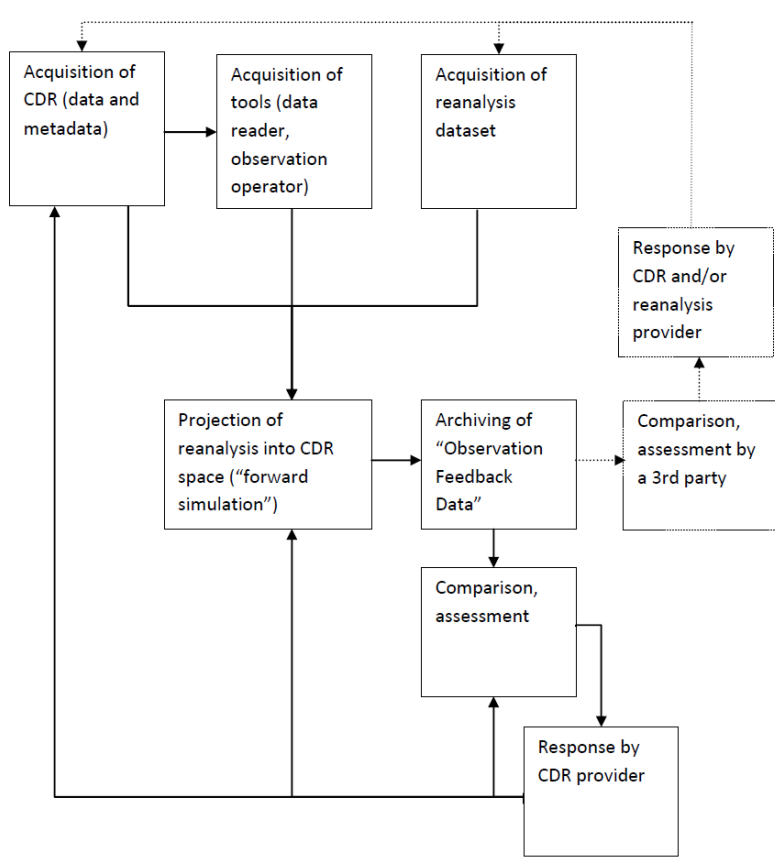 Acquisition of
CDR (data and
metadata)
Acquisition of
tools (data
reader,
observation
operator)
Acquisition of
reanalysis
dataset
Response by
CDR and/or
reanalysis
provider
Projection of
reanalysis into CDR
space (“forward
simulation”)
Archiving of
“Observation
Feedback
Data”
Comparison,
assessment by
a 3rd party
Comparison,
assessment
Response by
CDR provider